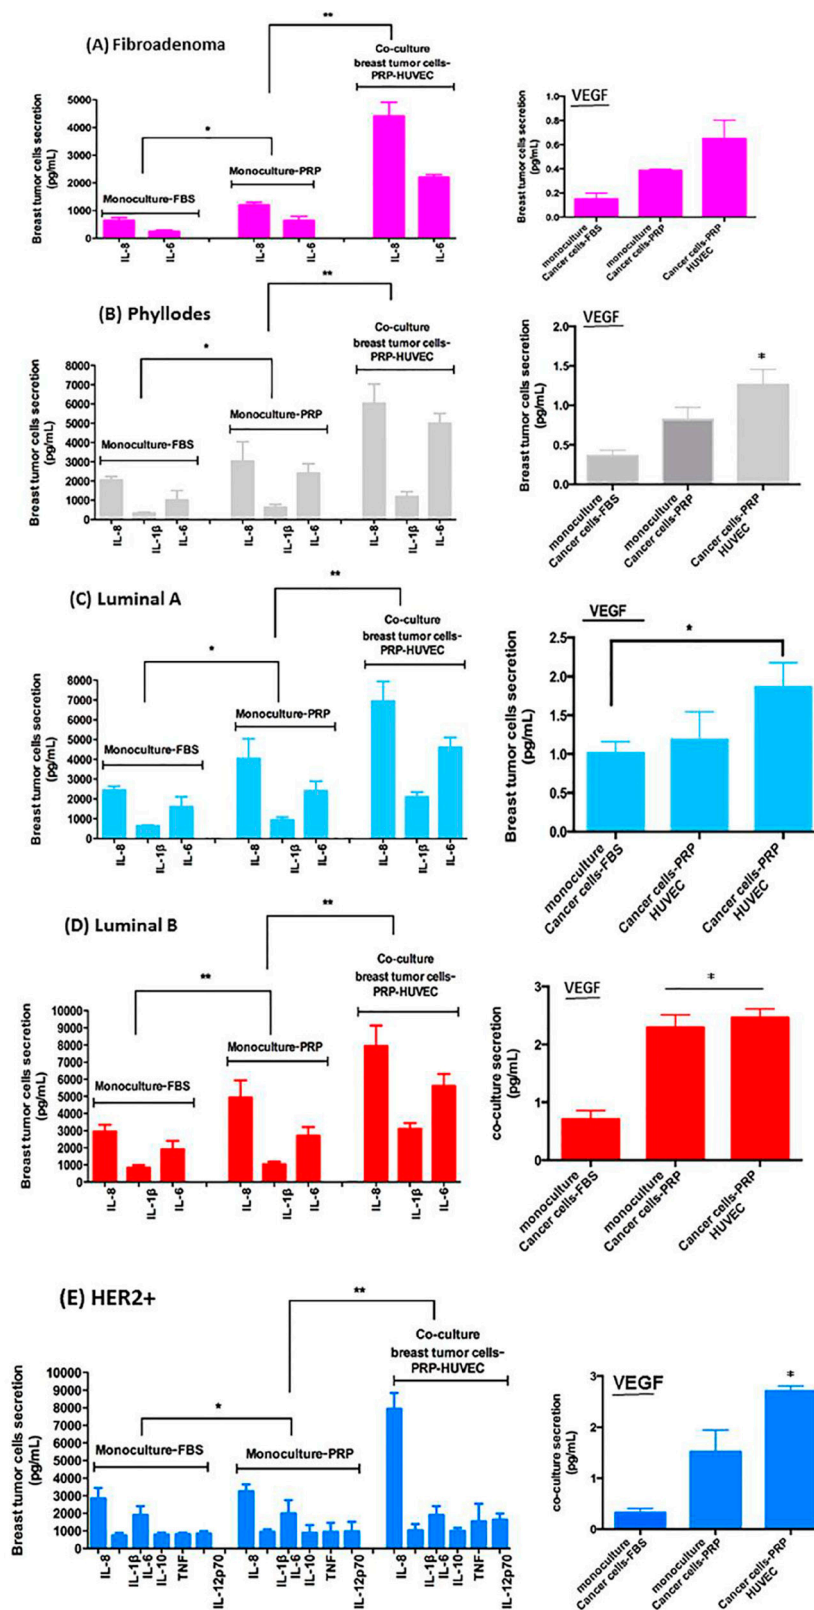 (A) Fibroadenoma
**
Co-culture
breast tumor cells-
PRP-HUVEC
*
Monoculture-FBS
Monoculture-PRP
Breast tumor cells secretion
(pg/mL)
5000
4000
3000
2000
1000
0
IL-8
IL-6
IL-8
IL-6
IL-8
IL-6
VEGF
Breast tumor cells secretion
(pg/mL)
1.0
0.8
0.6
0.4
0.2
0.0
monoculture
Cancer cells-FBS
monoculture
Cancer cells-PRP
Cancer cells-PRP
HUVEC
(B) Phyllodes
**
Co-culture
breast tumor cells-
PRP-HUVEC
*
Monoculture-FBS
Monoculture-PRP
Breast tumor cells secretion
(pg/mL)
8000
7000
6000
5000
4000
3000
2000
1000
0
IL-8
IL-1β
IL-6
IL-8
IL-1β
IL-6
IL-8
IL-1β
IL-6
VEGF
*
Breast tumor cells secretion
(pg/mL)
2.0
1.5
1.0
0.5
0.0
monoculture
Cancer cells-FBS
monoculture
Cancer cells-PRP
Cancer cells-PRP
HUVEC
(C) Luminal A
**
Co-culture
breast tumor cells-
PRP-HUVEC
*
Monoculture-FBS
Monoculture-PRP
Breast tumor cells secretion
(pg/mL)
8000
7000
6000
5000
4000
3000
2000
1000
0
IL-8
IL-1β
IL-6
IL-8
IL-1β
IL-6
IL-8
IL-1β
IL-6
VEGF
*
Breast tumor cells secretion
(pg/mL)
2.5
2.0
1.5
1.0
0.5
0.0
monoculture
Cancer cells-FBS
Cancer cells-PRP
HUVEC
Cancer cells-PRP
HUVEC
(D) Luminal B
**
Co-culture
breast tumor cells-
PRP-HUVEC
**
Monoculture-FBS
Monoculture-PRP
Breast tumor cells secretion
(pg/mL)
10000
9000
8000
7000
6000
5000
4000
3000
2000
1000
0
IL-8
IL-1β
IL-6
IL-8
IL-1β
IL-6
IL-8
IL-1β
IL-6
VEGF
*
co-culture secretion
(pg/mL)
3
2
1
0
monoculture
Cancer cells-FBS
monoculture
Cancer cells-PRP
Cancer cells-PRP
HUVEC
(E) HER2+
**
Co-culture
breast tumor cells-
PRP-HUVEC
*
Monoculture-FBS
Monoculture-PRP
Breast tumor cells secretion
(pg/mL)
10000
9000
8000
7000
6000
5000
4000
3000
2000
1000
0
IL-8
IL-1β
IL-6
IL-10
TNF
IL-12p70
IL-8
IL-1β
IL-6
IL-10
TNF
IL-12p70
IL-8
IL-1β
IL-6
IL-10
TNF
IL-12p70
VEGF
*
co-culture secretion
(pg/mL)
3
2
1
0
monoculture
Cancer cells-FBS
monoculture
Cancer cells-PRP
Cancer cells-PRP
HUVEC